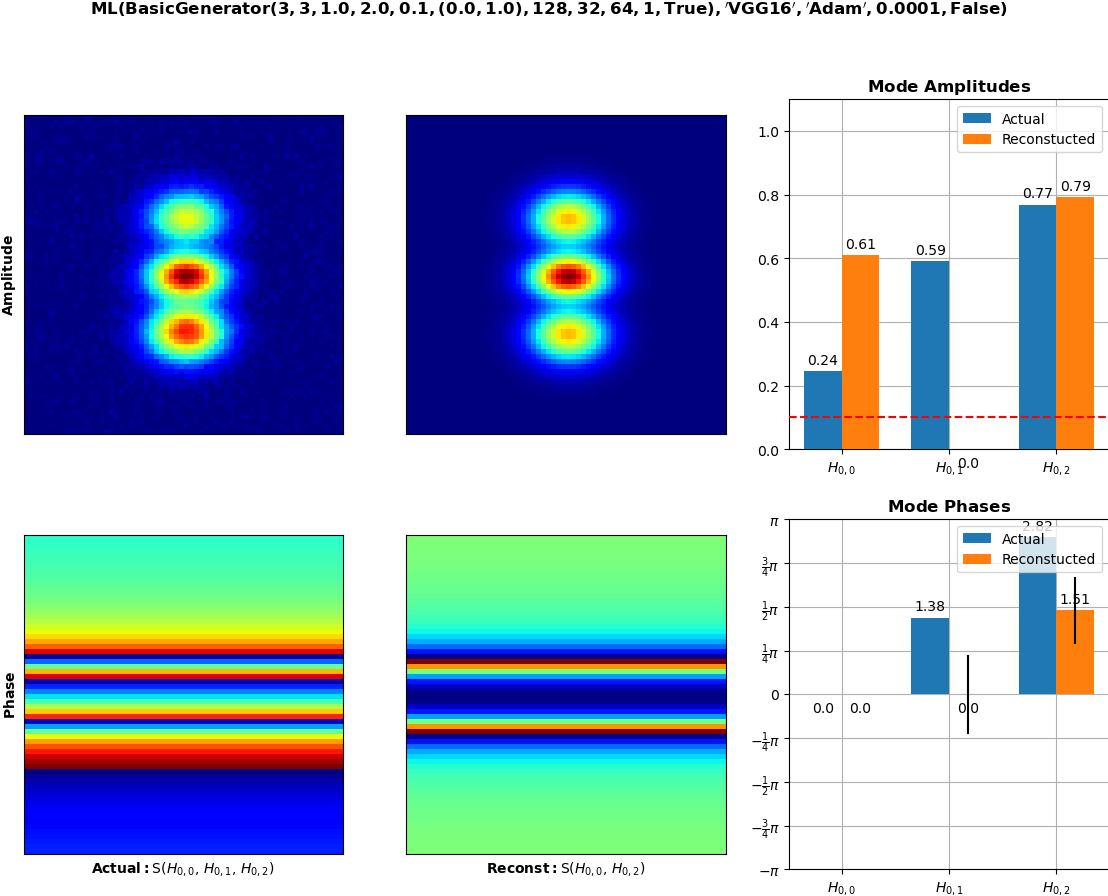 ML(BasicGenerator(3, 3, 1.0, 2.0, 0.1, (0.0, 1.0), 128, 32, 64, 1, True), ′VGG16′, ′Adam′, 0.0001, False)
Amplitude
Mode Amplitudes
Actual
Reconstucted
1.0
0.8
0.6
0.4
0.2
0.0
0.24
0.61
0.59
0.0
0.77
0.79
H0,0
H0,1
H0,2
Phase
Actual: S(H0,0, H0,1, H0,2)
Reconst: S(H0,0, H0,2)
Mode Phases
Actual
Reconstucted
π
3/4π
1/2π
1/4π
0
−1/4π
−1/2π
−3/4π
−π
0.0
0.0
1.38
0.0
2.82
1.51
H0,0
H0,1
H0,2